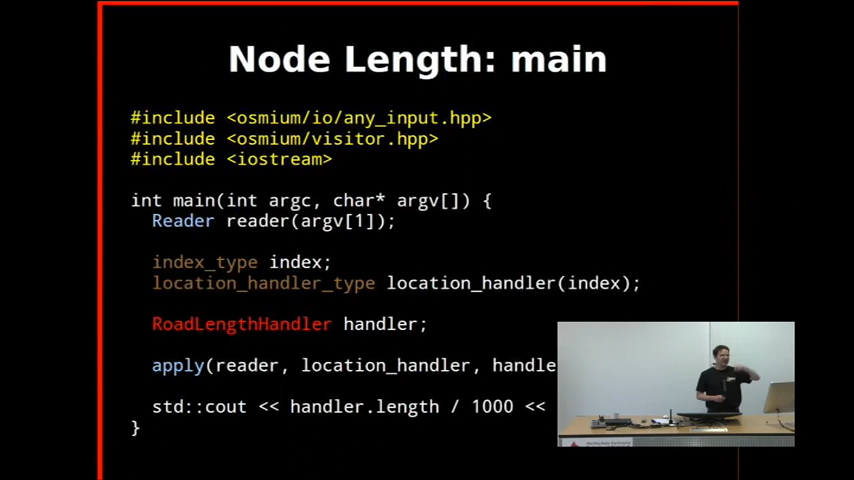 Node Length: main
#include <osmium/io/any_input.hpp>
#include <osmium/visitor.hpp>
#include <iostream>
int main(int argc, char* argv[]) {
Reader reader(argv[1]);
index_type index;
location_handler_type location_handler(index);
RoadLengthHandler handler;
apply(reader, location_handler, handle
std::cout << handler.length / 1000 <<
}